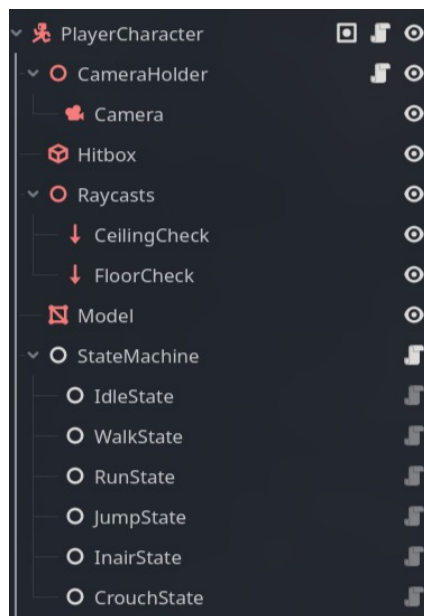 PlayerCharacter
CameraHolder
Camera
Hitbox
Raycasts
CeilingCheck
FloorCheck
Model
StateMachine
IdleState
WalkState
RunState
JumpState
InairState
CrouchState